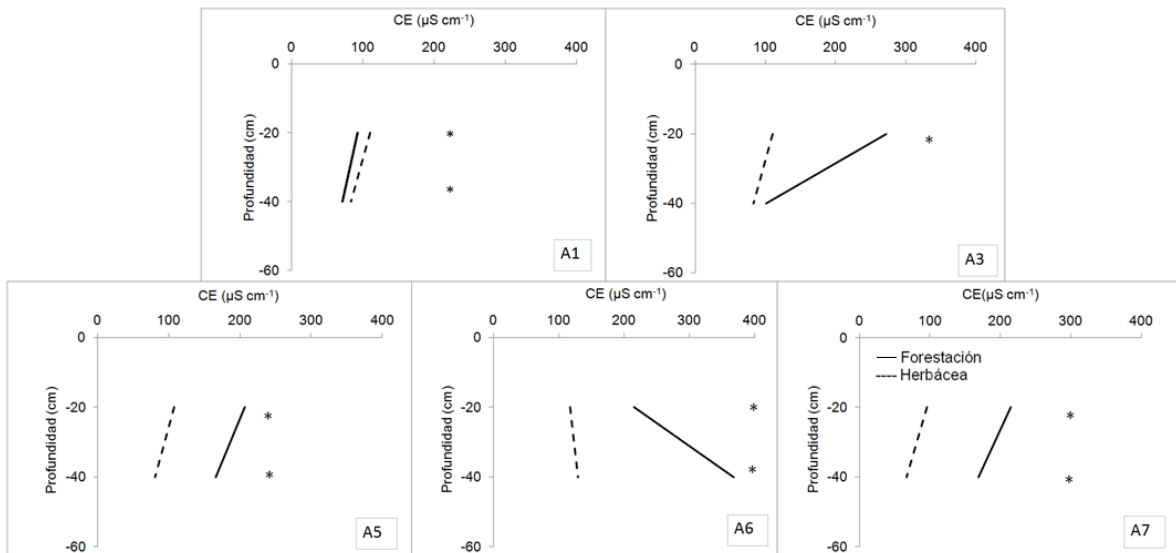 CE (µS cm⁻¹)
0 100 200 300 400
0
-20
-40
-60
Profundidad (cm)
*
*
A1
CE (µS cm⁻¹)
0 100 200 300 400
0
-20
-40
-60
Profundidad (cm)
*
A3
CE (µS cm⁻¹)
0 100 200 300 400
0
-20
-40
-60
Profundidad (cm)
*
*
A5
CE (µS cm⁻¹)
0 100 200 300 400
0
-20
-40
-60
Profundidad (cm)
*
*
A6
CE(µS cm⁻¹)
0 100 200 300 400
0
-20
-40
-60
Profundidad (cm)
Forestación
Herbácea
*
*
A7